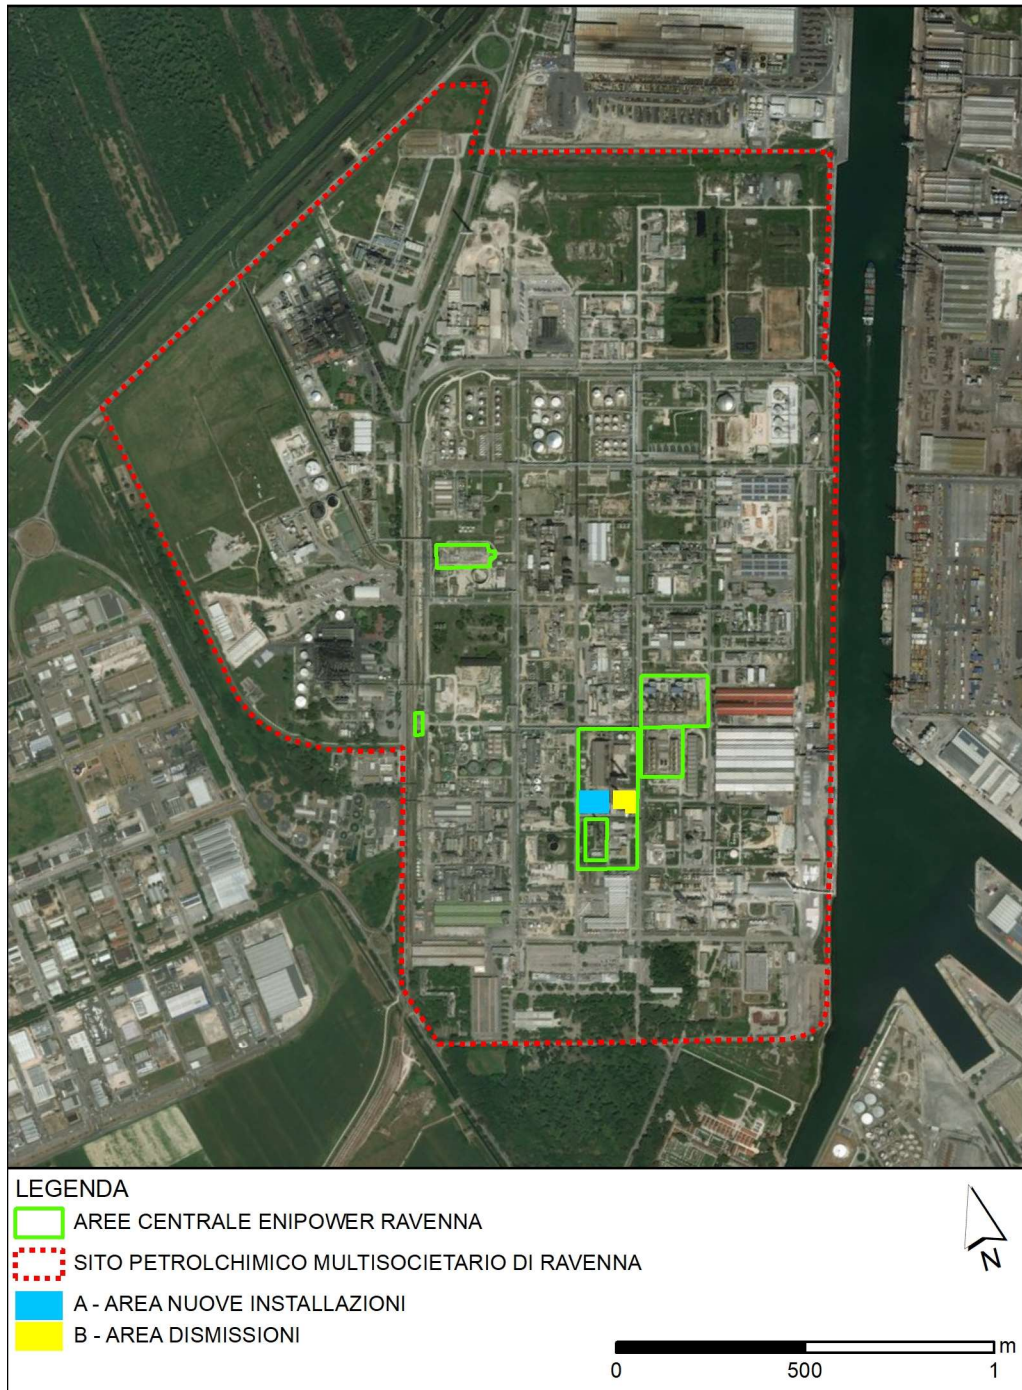 LEGENDA
AREE CENTRALE ENIPOWER RAVENNA
SITO PETROLCHIMICO MULTISOCIETARIO DI RAVENNA
A - AREA NUOVE INSTALLAZIONI
B - AREA DISMISSIONI
N
m
0 500 1